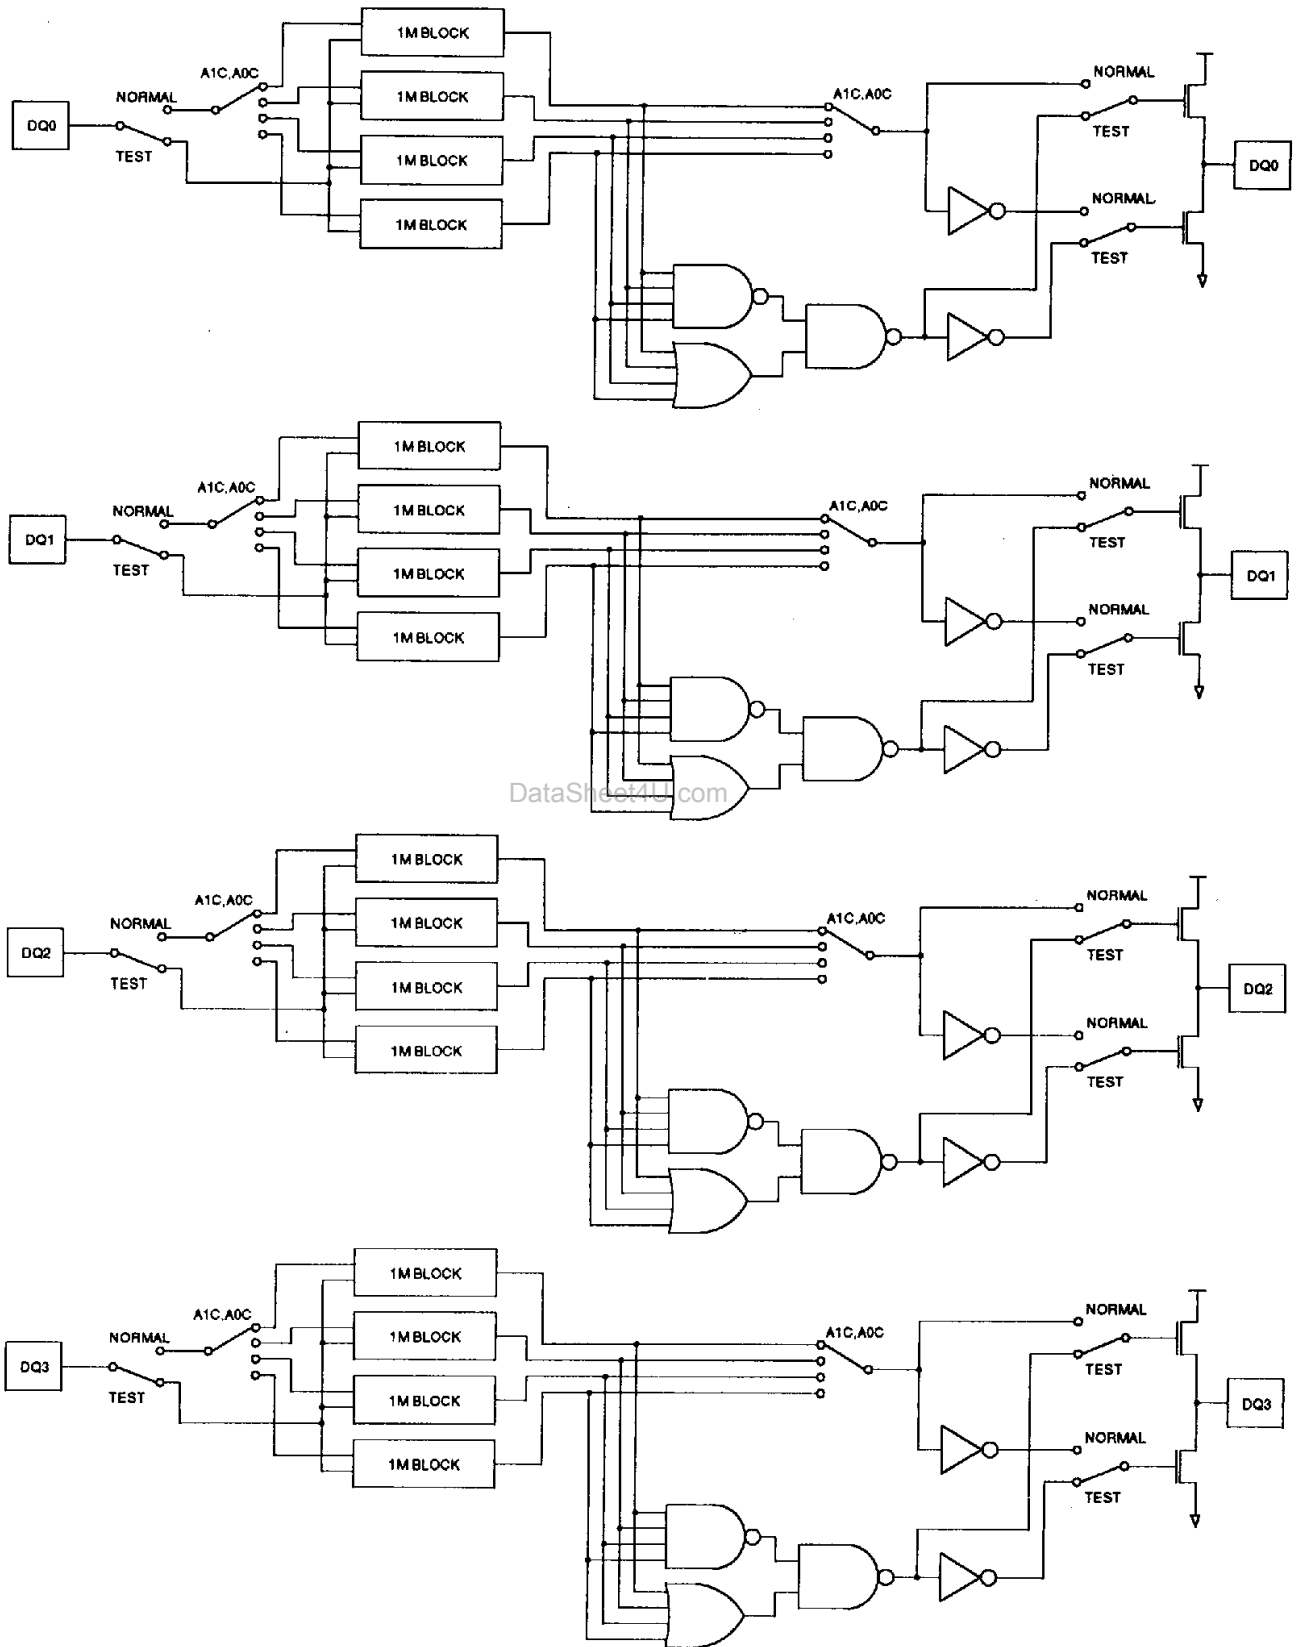 1M BLOCK
A1C,A0C
NORMAL
1M BLOCK
A1C,A0C
NORMAL
DQ0
TEST
TEST
1M BLOCK
DQ0
1M BLOCK
NORMAL
TEST
1M BLOCK
A1C,A0C
NORMAL
1M BLOCK
A1C,A0C
NORMAL
DQ1
TEST
TEST
1M BLOCK
DQ1
1M BLOCK
NORMAL
TEST
DataSheet4U.com
1M BLOCK
A1C,A0C
NORMAL
1M BLOCK
A1C,A0C
NORMAL
DQ2
TEST
TEST
1M BLOCK
DQ2
1M BLOCK
NORMAL
TEST
1M BLOCK
A1C,A0C
NORMAL
1M BLOCK
A1C,A0C
NORMAL
DQ3
TEST
TEST
1M BLOCK
DQ3
1M BLOCK
NORMAL
TEST